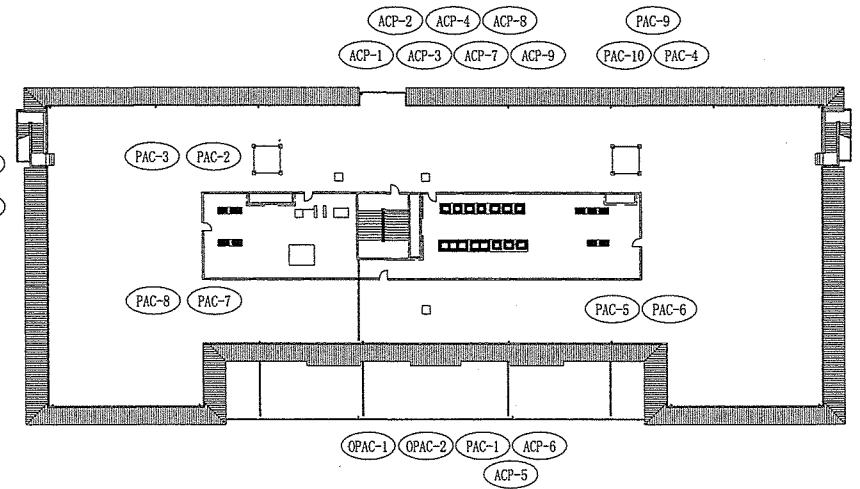 ACP-2 ACP-4 ACP-8 PAC-9
ACP-1 ACP-3 ACP-7 ACP-9 PAC-10 PAC-4
PAC-3 PAC-2
PAC-8 PAC-7
PAC-5 PAC-6
OPAC-1 OPAC-2 PAC-1 ACP-6
ACP-5